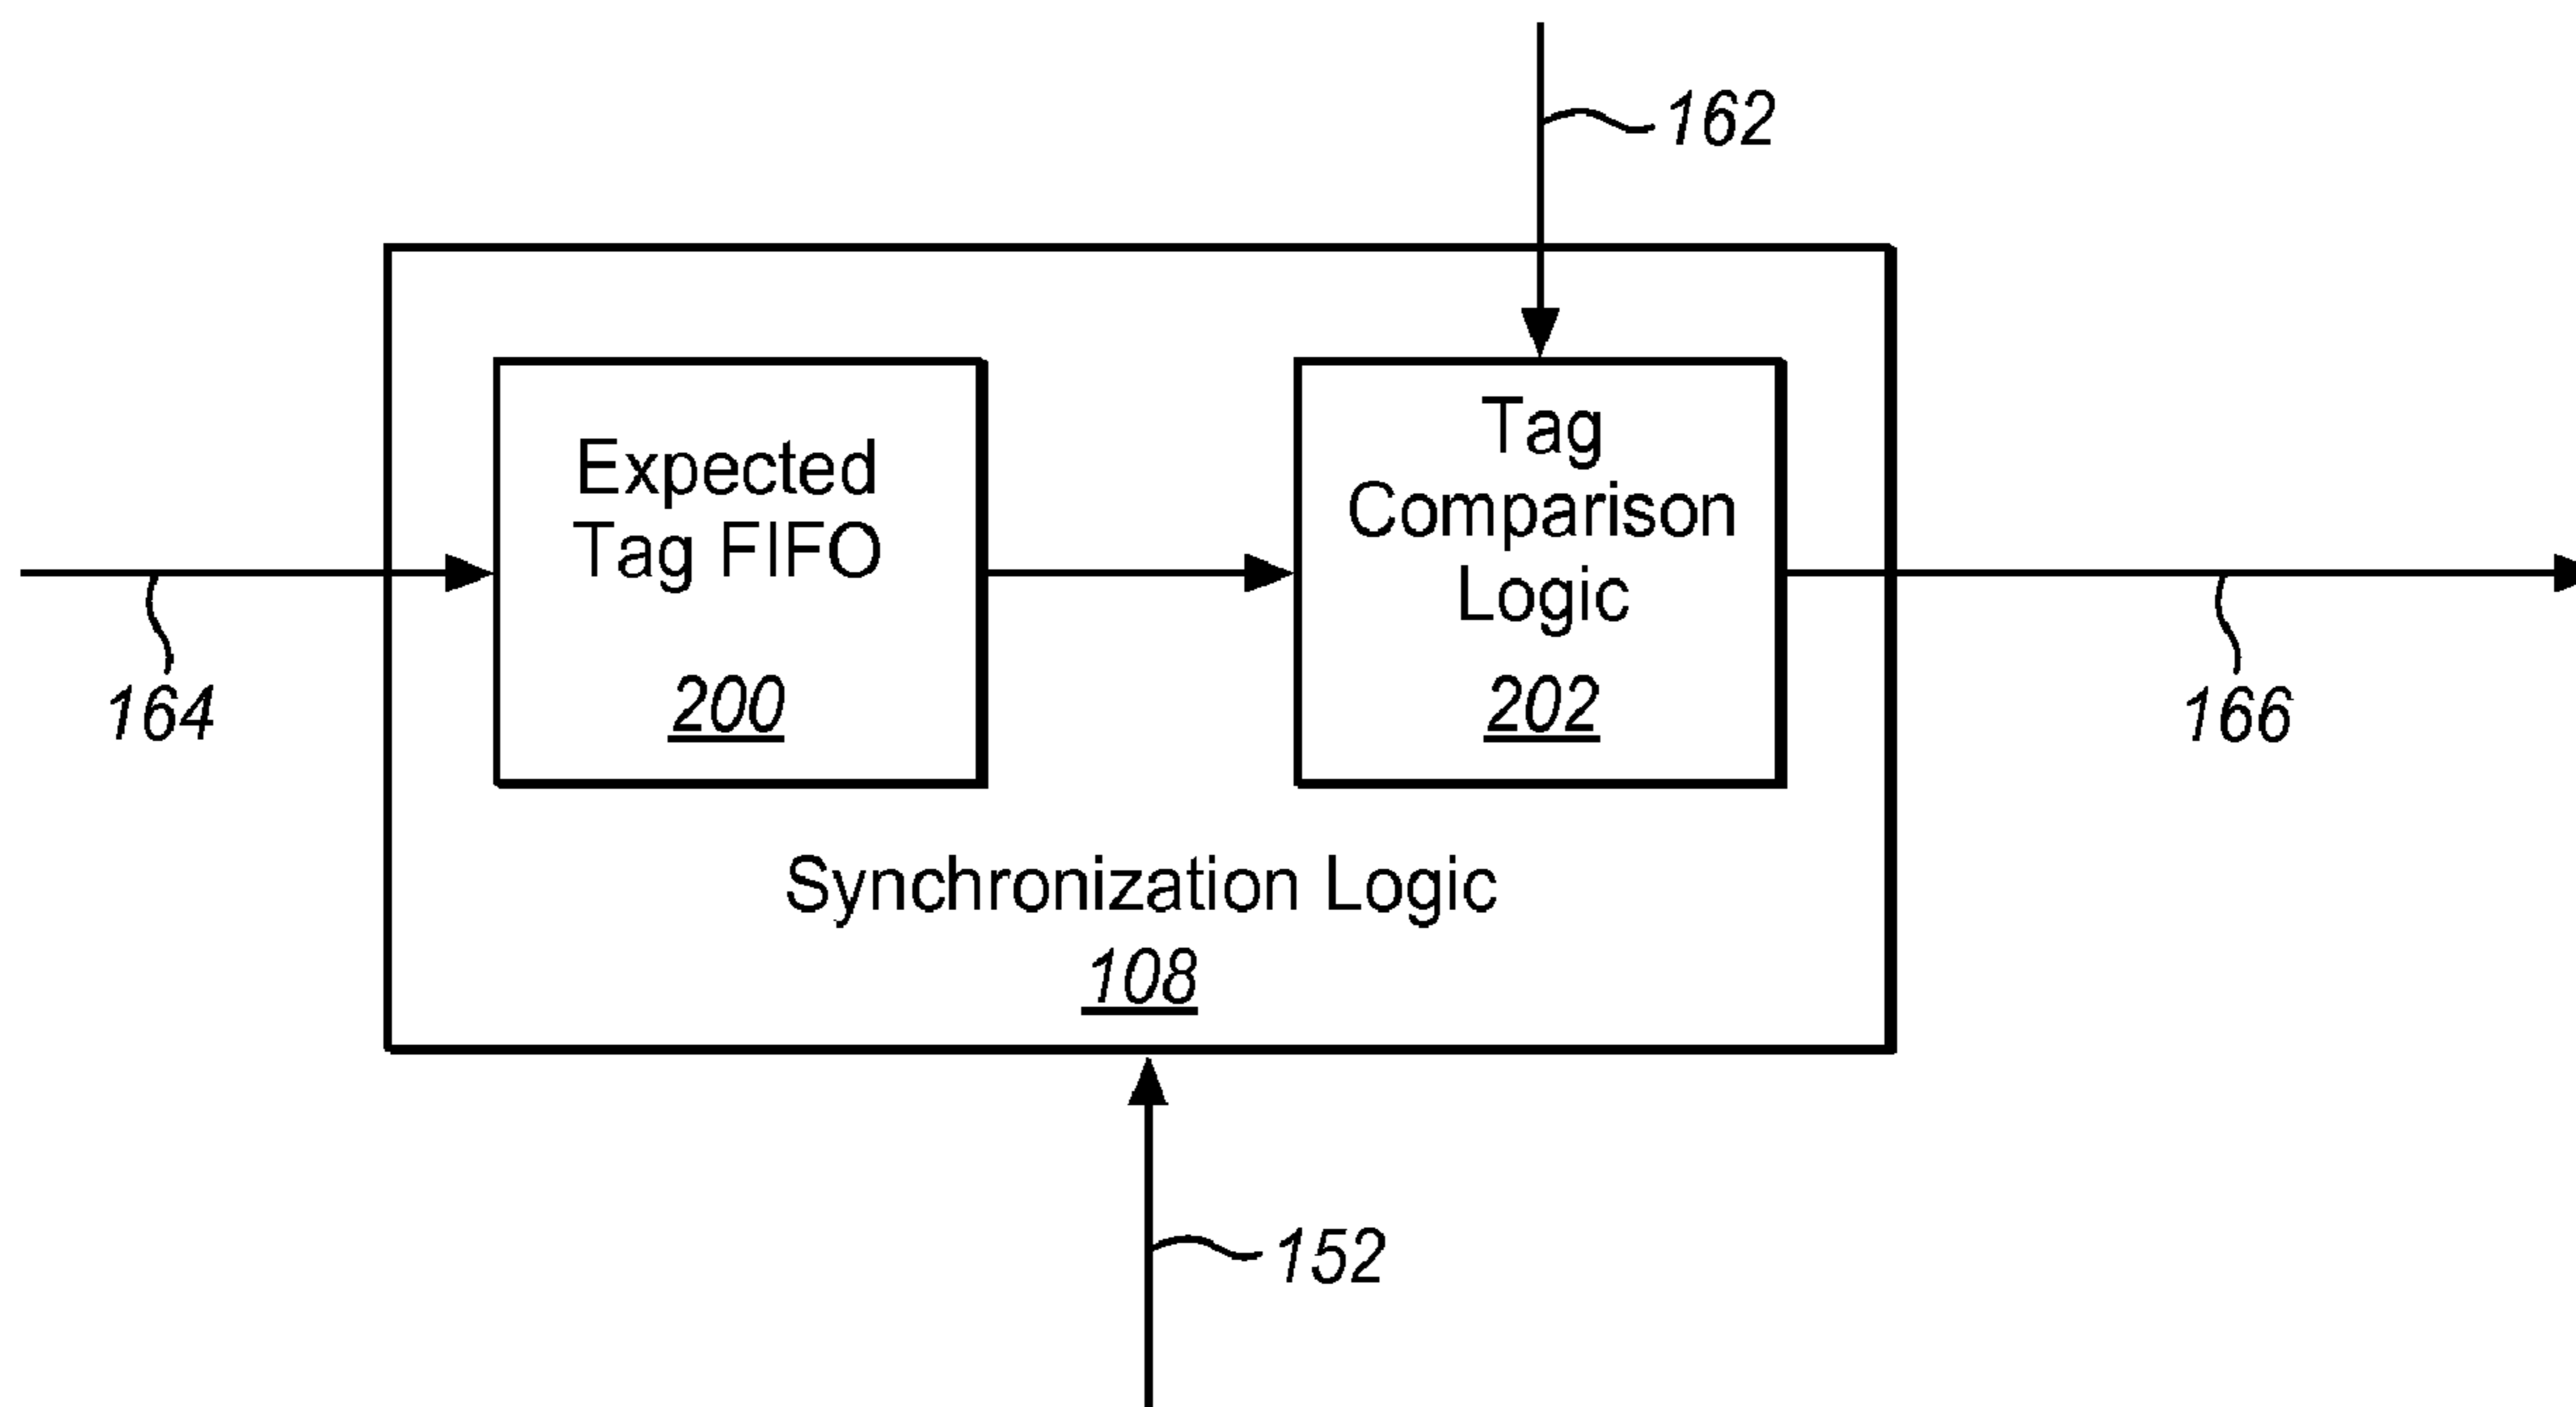 162
Expected
Tag FIFO
200
Tag
Comparison
Logic
202
164
166
Synchronization Logic
108
152